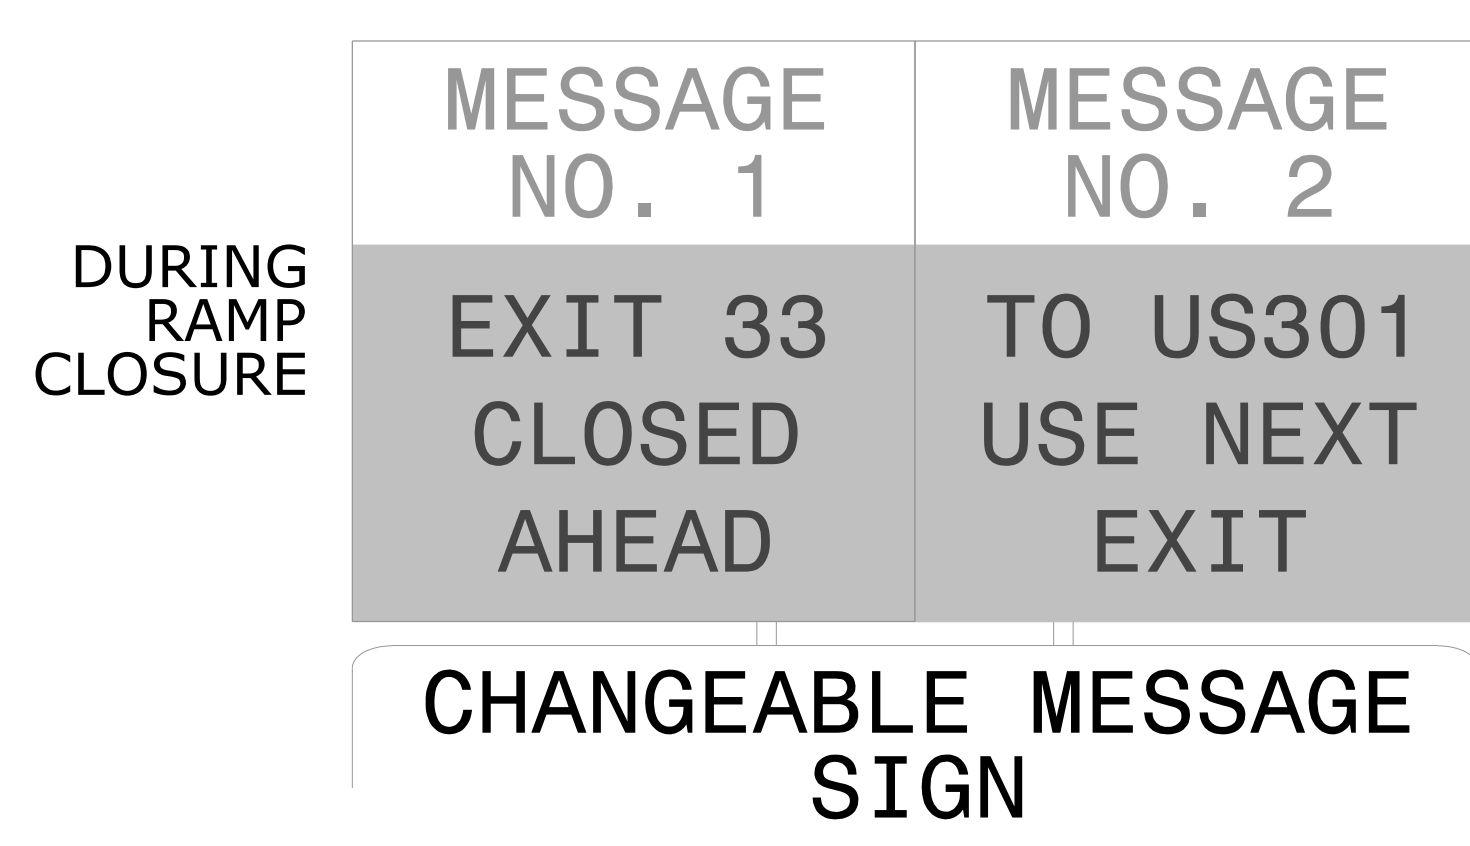 MESSAGE
NO. 1
MESSAGE
NO. 2
DURING
RAMP
CLOSURE
EXIT 33
CLOSED
AHEAD
TO US301
USE NEXT
EXIT
CHANGEABLE MESSAGE
SIGN